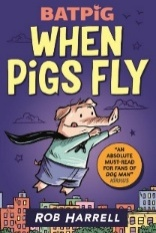 BATPIG
WHEN
PIGS FLY
"AN
ABSOLUTE
MUST-READ
FOR FANS OF
DOG MAN"
ROB HARRELL